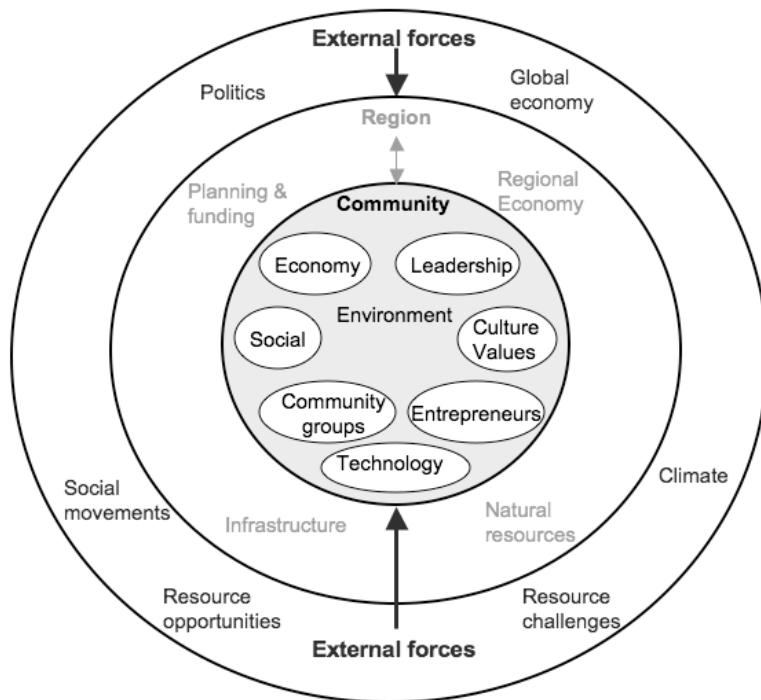 External forces
Politics
Global
economy
Region
Planning &
funding
Regional
Economy
Community
Economy
Leadership
Environment
Social
Culture
Values
Community
groups
Entrepreneurs
Technology
Social
movements
Climate
Infrastructure
Natural
resources
Resource
opportunities
Resource
challenges
External forces